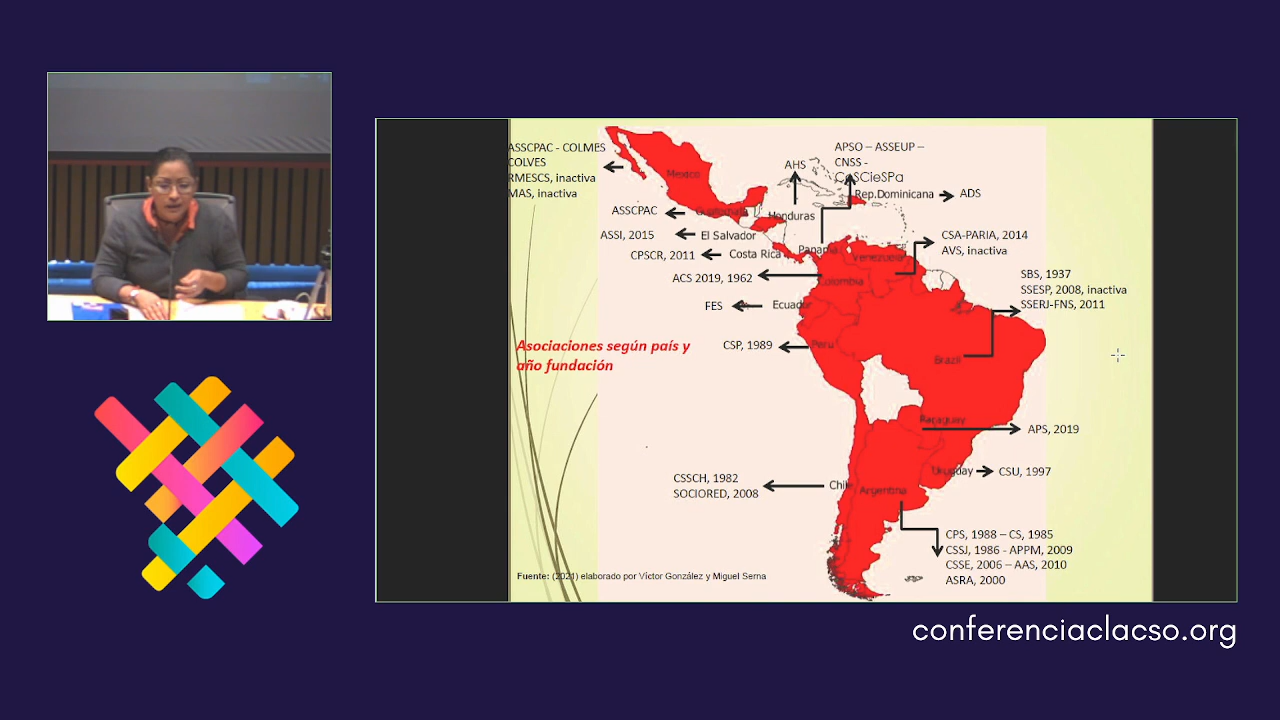 ASSCPAC - COLMES
COLVES
RMESCS, inactiva
MAS, inactiva
Mexico
AHS
APSO – ASSEUP –
CNSS -
CoSCieSPa
Rep.Dominicana
ADS
ASSCPAC
Guatemala
Honduras
ASSI, 2015
El Salvador
CPSCR, 2011
Costa Rica
Panama
Venezuela
CSA-PARIA, 2014
AVS, inactiva
ACS 2019, 1962
Colombia
SBS, 1937
SSESP, 2008, inactiva
SSERJ-FNS, 2011
FES
Ecuador
Asociaciones según país y
año fundación
CSP, 1989
Peru
Brazil
Paraguay
APS, 2019
Uruguay
CSU, 1997
CSSCH, 1982
SOCIORED, 2008
Chile
Argentina
CPS, 1988 – CS, 1985
CSSJ, 1986 - APPM, 2009
CSSE, 2006 – AAS, 2010
ASRA, 2000
Fuente: (2021) elaborado por Víctor González y Miguel Serna
conferenciaclacso.org